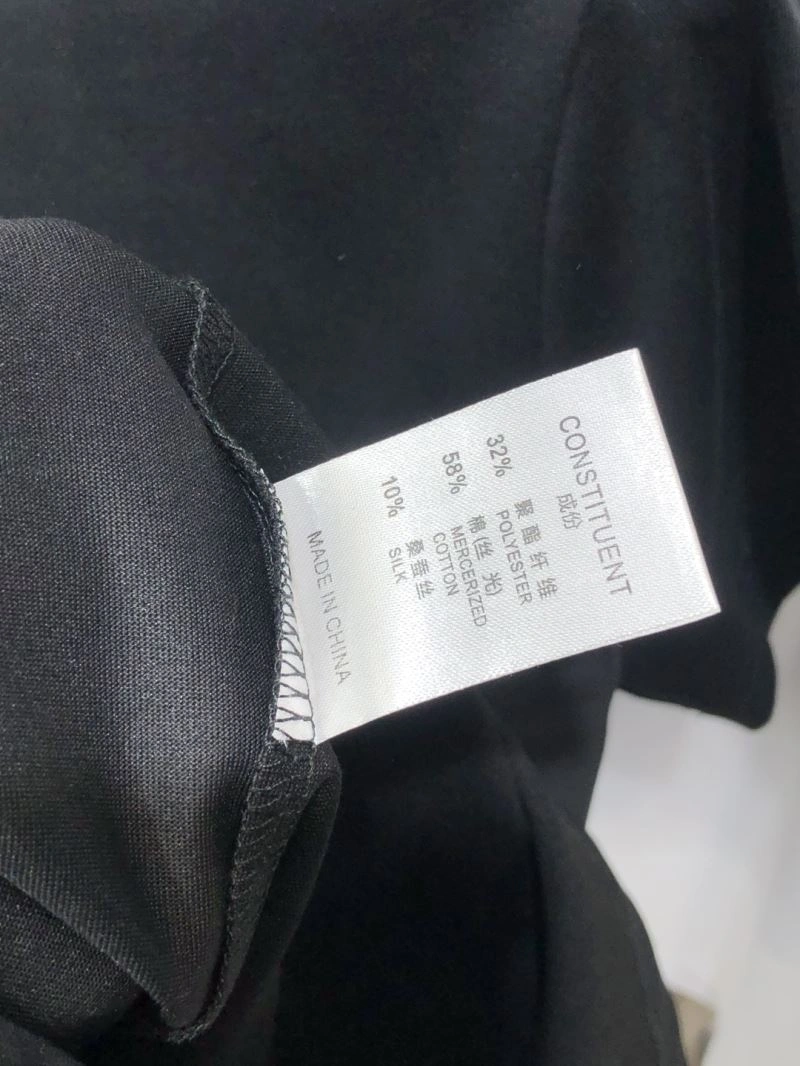 CONSTITUENT
成份
32% 聚酯纤维
POLYESTER
58% 棉(丝光)
MERCERIZED
COTTON
10% 桑蚕丝
SILK
MADE IN CHINA